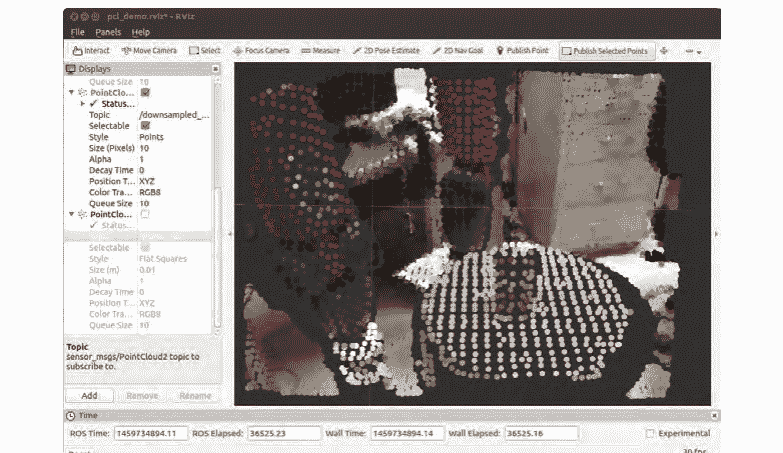 pcl_demo.rviz* - RViz
File Panels Help
Interact Move Camera Select Focus Camera Measure 2D Pose Estimate 2D Nav Goal Publish Point Publish Selected Points
Displays
Queue Size 10
PointClo...
Status...
Topic /downsampled_...
Selectable
Style Points
Size (Pixels) 10
Alpha 1
Decay Time 0
Position T... XYZ
Color Tra... RGB8
Queue Size 10
PointClo...
Status...
Selectable
Style Flat Squares
Size (m) 0.01
Alpha 1
Decay Time 0
Position T... XYZ
Color Tra... RGB8
Queue Size 10
Topic
sensor_msgs/PointCloud2 topic to
subscribe to.
Add Remove Rename
Time
ROS Time: 1459734894.11 ROS Elapsed: 36525.23 Wall Time: 1459734894.14 Wall Elapsed: 36525.16 Experimental
30 fps